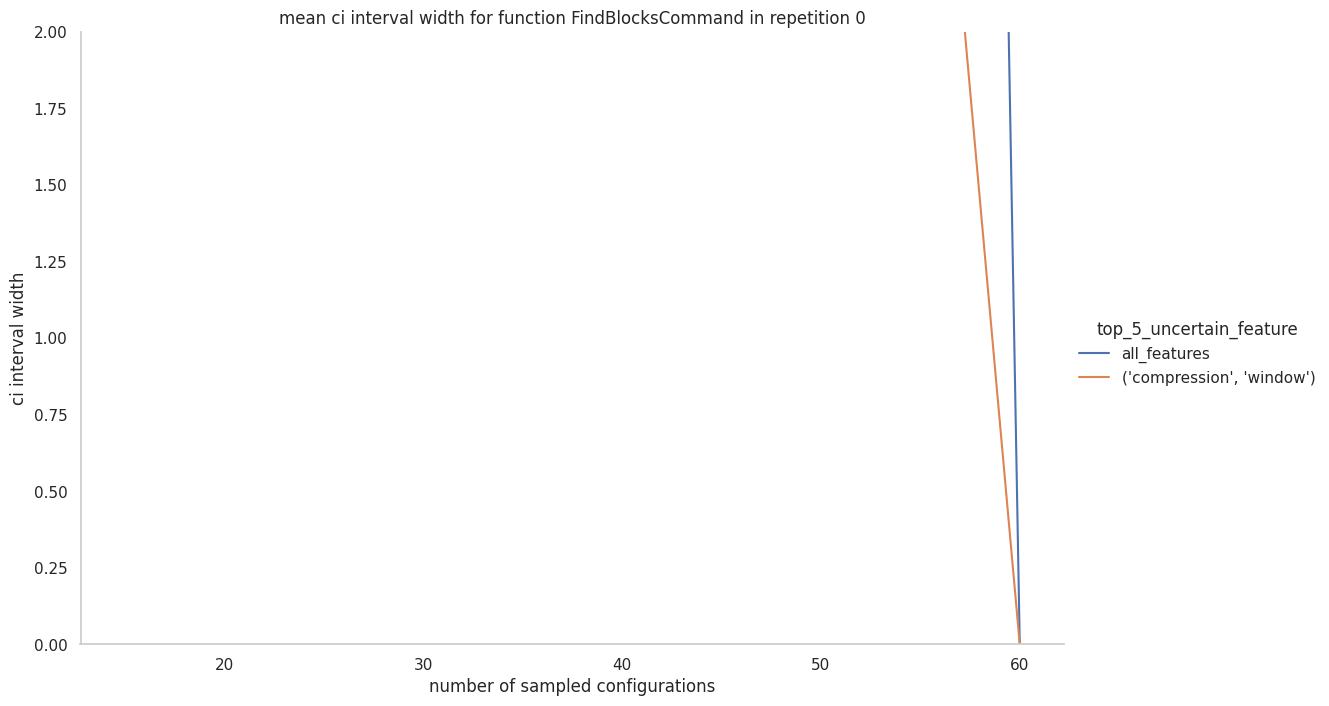 mean ci interval width for function FindBlocksCommand in repetition 0
2.00
1.75
1.50
1.25
1.00
0.75
0.50
0.25
0.00
ci interval width
20
30
40
50
60
number of sampled configurations
top_5_uncertain_feature
all_features
('compression', 'window')